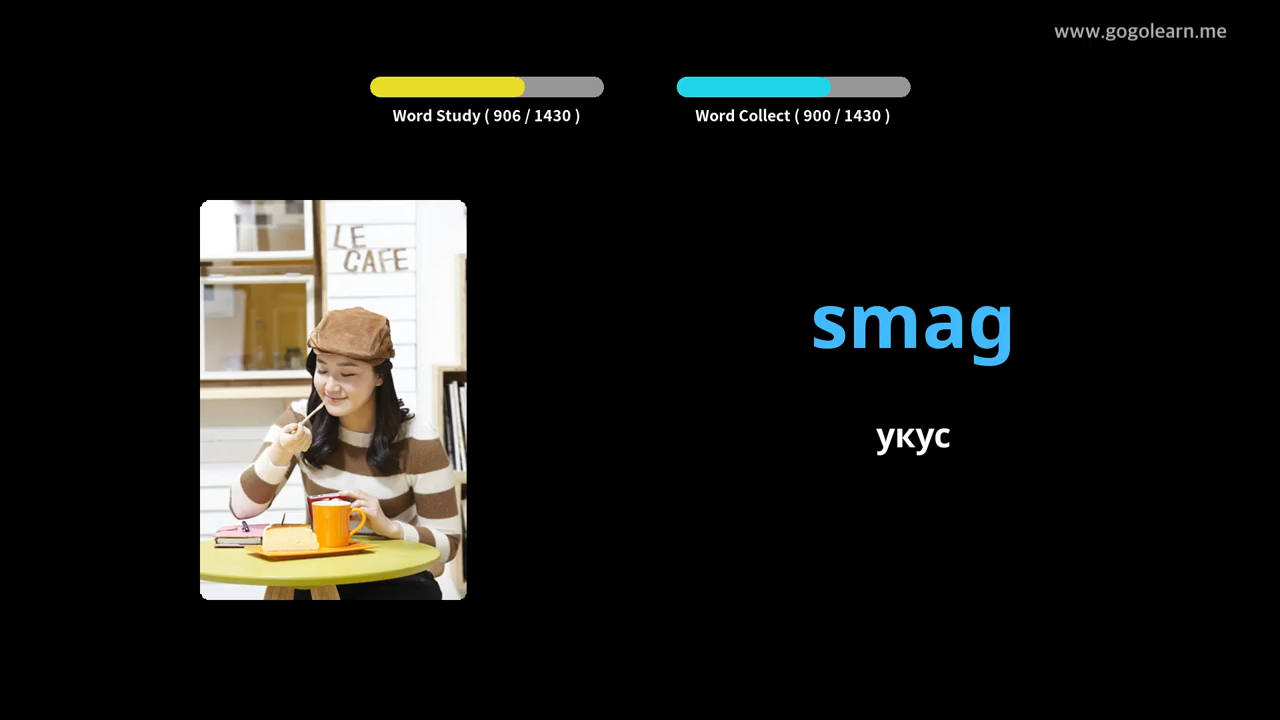 www.gogolearn.me
Word Study ( 906 / 1430 )
Word Collect ( 900 / 1430 )
LE
CAFE
smag
укус